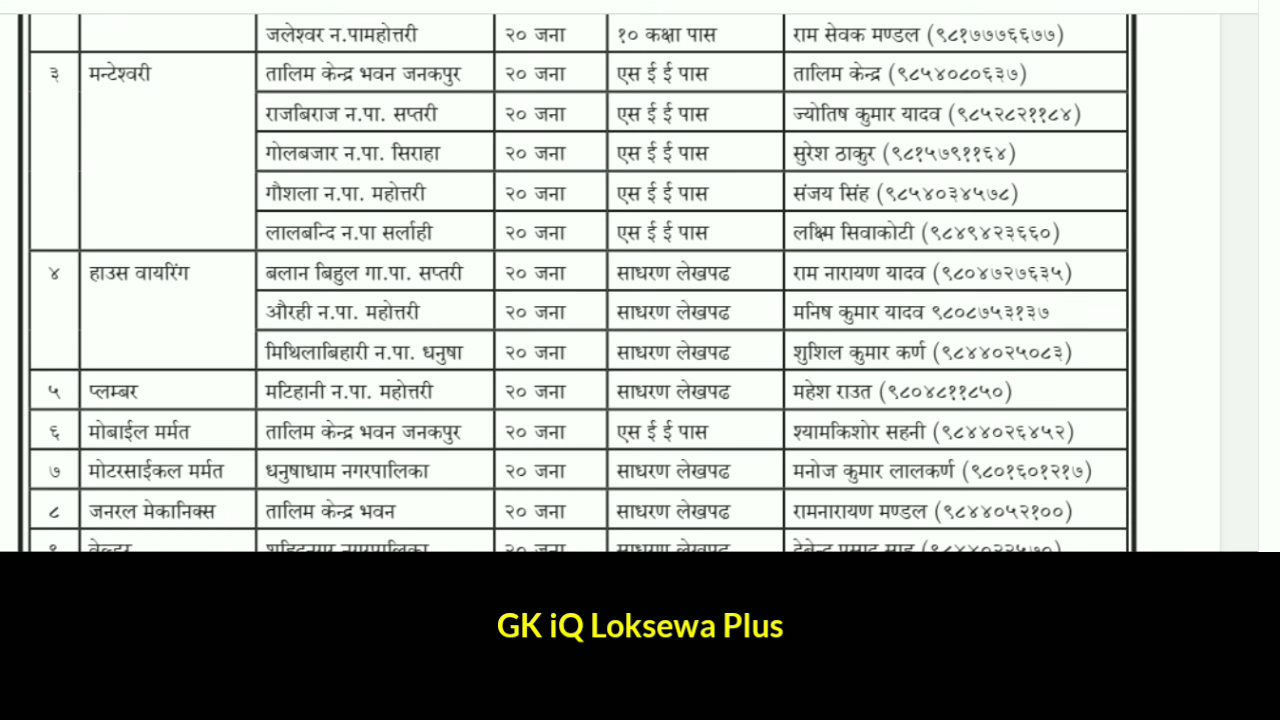 जलेश्वर न.पामहोत्तरी २० जना १० कक्षा पास राम सेवक मण्डल (९८१७७७६६७७)
३ मन्टेश्वरी तालिम केन्द्र भवन जनकपुर २० जना एस ई ई पास तालिम केन्द्र (९८५४०८०६३७)
राजबिराज न.पा. सप्तरी २० जना एस ई ई पास ज्योतिष कुमार यादव (९८५२८२११८४)
गोलबजार न.पा. सिराहा २० जना एस ई ई पास सुरेश ठाकुर (९८१५७९११६४)
गौशला न.पा. महोत्तरी २० जना एस ई ई पास संजय सिंह (९८५४०३४५७८)
लालबन्दि न.पा सर्लाही २० जना एस ई ई पास लक्ष्मि सिवाकोटी (९८४९४२३६६०)
४ हाउस वायरिंग बलान बिहुल गा.पा. सप्तरी २० जना साधरण लेखपढ राम नारायण यादव (९८०४७२७६३५)
औरही न.पा. महोत्तरी २० जना साधरण लेखपढ मनिष कुमार यादव ९८०८७५३१३७
मिथिलाबिहारी न.पा. धनुषा २० जना साधरण लेखपढ शुशिल कुमार कर्ण (९८४४०२५०८३)
५ प्लम्बर मटिहानी न.पा. महोत्तरी २० जना साधरण लेखपढ महेश राउत (९८०४८११८५०)
६ मोबाईल मर्मत तालिम केन्द्र भवन जनकपुर २० जना एस ई ई पास श्यामकिशोर सहनी (९८४४०२६४५२)
७ मोटरसाईकल मर्मत धनुषाधाम नगरपालिका २० जना साधरण लेखपढ मनोज कुमार लालकर्ण (९८०१६०१२१७)
८ जनरल मेकानिक्स तालिम केन्द्र भवन २० जना साधरण लेखपढ रामनारायण मण्डल (९८४४०५२१००)
९ वेल्डर नगरपालिका २० जना साधरण लेखपढ
GK iQ Loksewa Plus